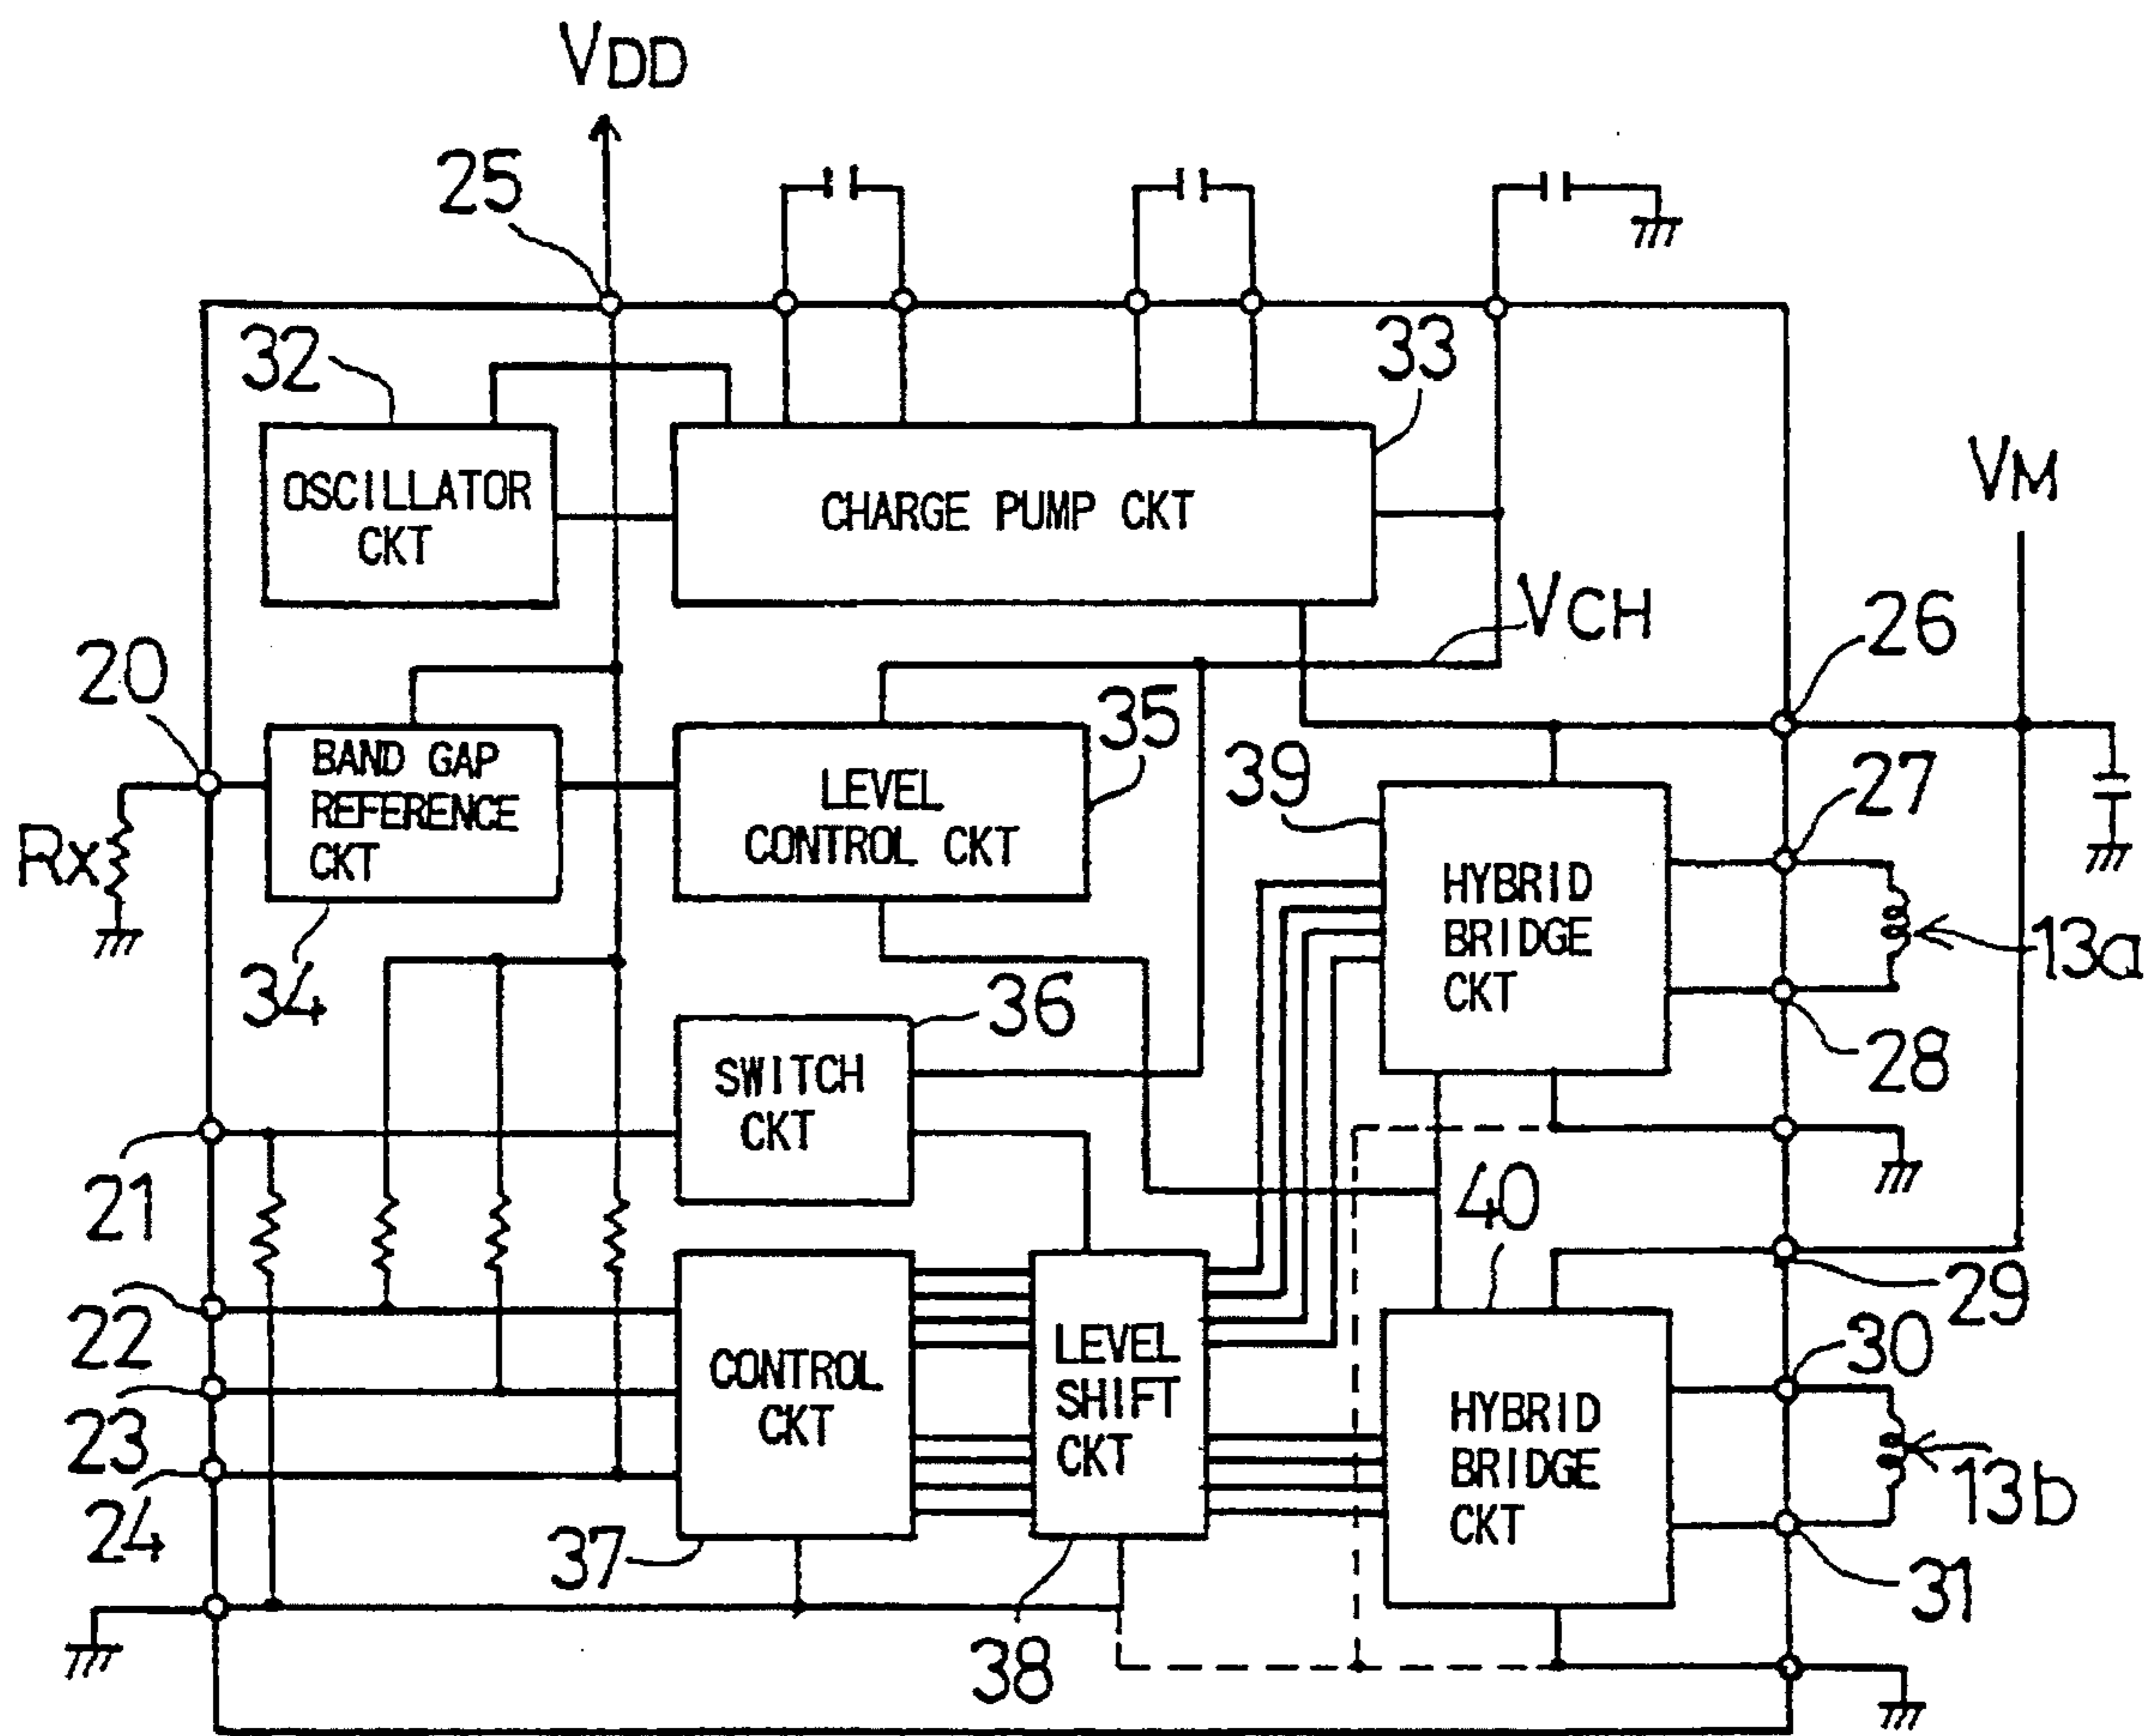 VDD
25
32
33
OSCILLATOR
CKT
CHARGE PUMP CKT
VM
VCH
26
20
35
BAND GAP
REFERENCE
CKT
LEVEL
CONTROL CKT
39
27
Rx
HYBRID
BRIDGE
CKT
13a
34
36
28
SWITCH
CKT
21
40
29
22
CONTROL
CKT
LEVEL
SHIFT
CKT
30
23
HYBRID
BRIDGE
CKT
13b
24
37
31
38